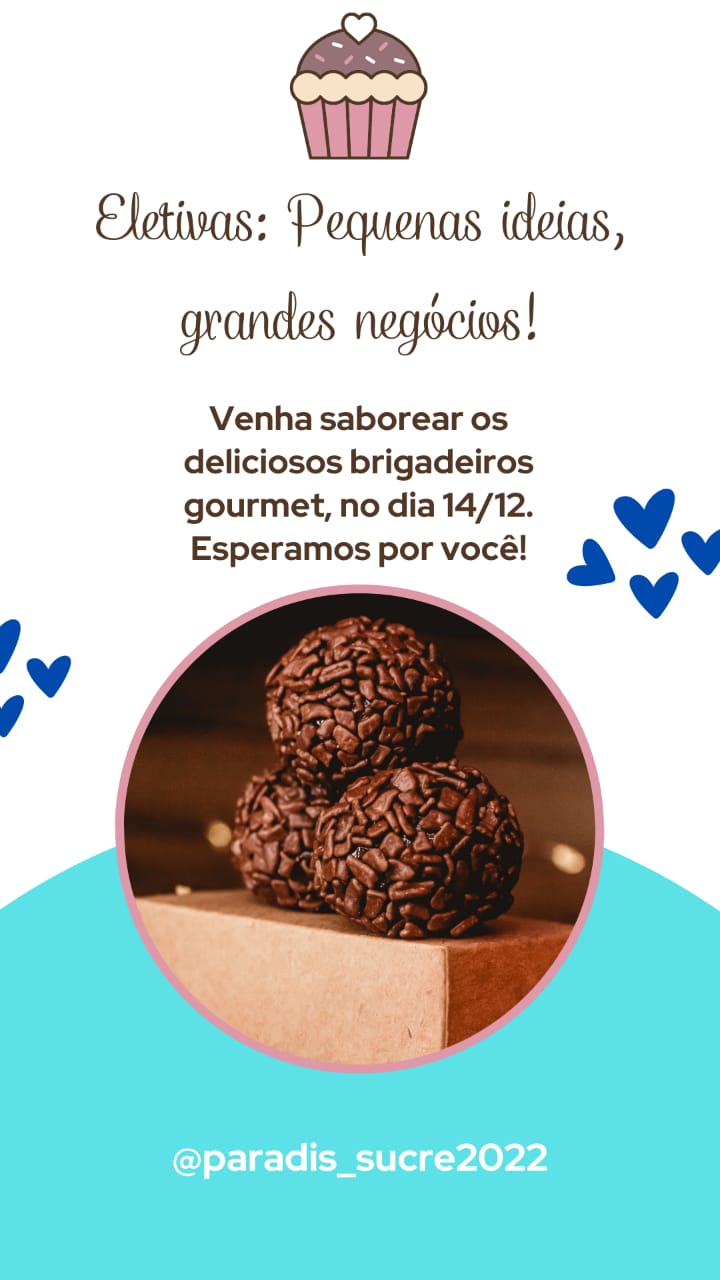 Eletivas: Pequenas ideias,
grandes negócios!
Venha saborear os
deliciosos brigadeiros
gourmet, no dia 14/12.
Esperamos por você!
@paradis_sucre2022